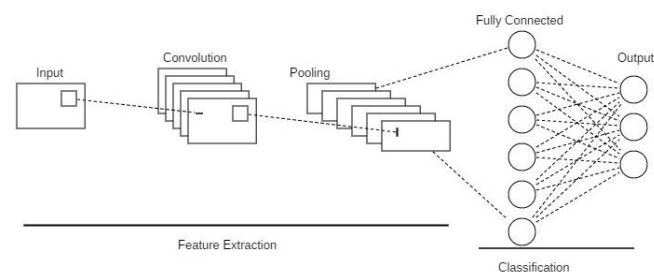 Fully Connected
Convolution
Output
Input
Pooling
Feature Extraction
Classification